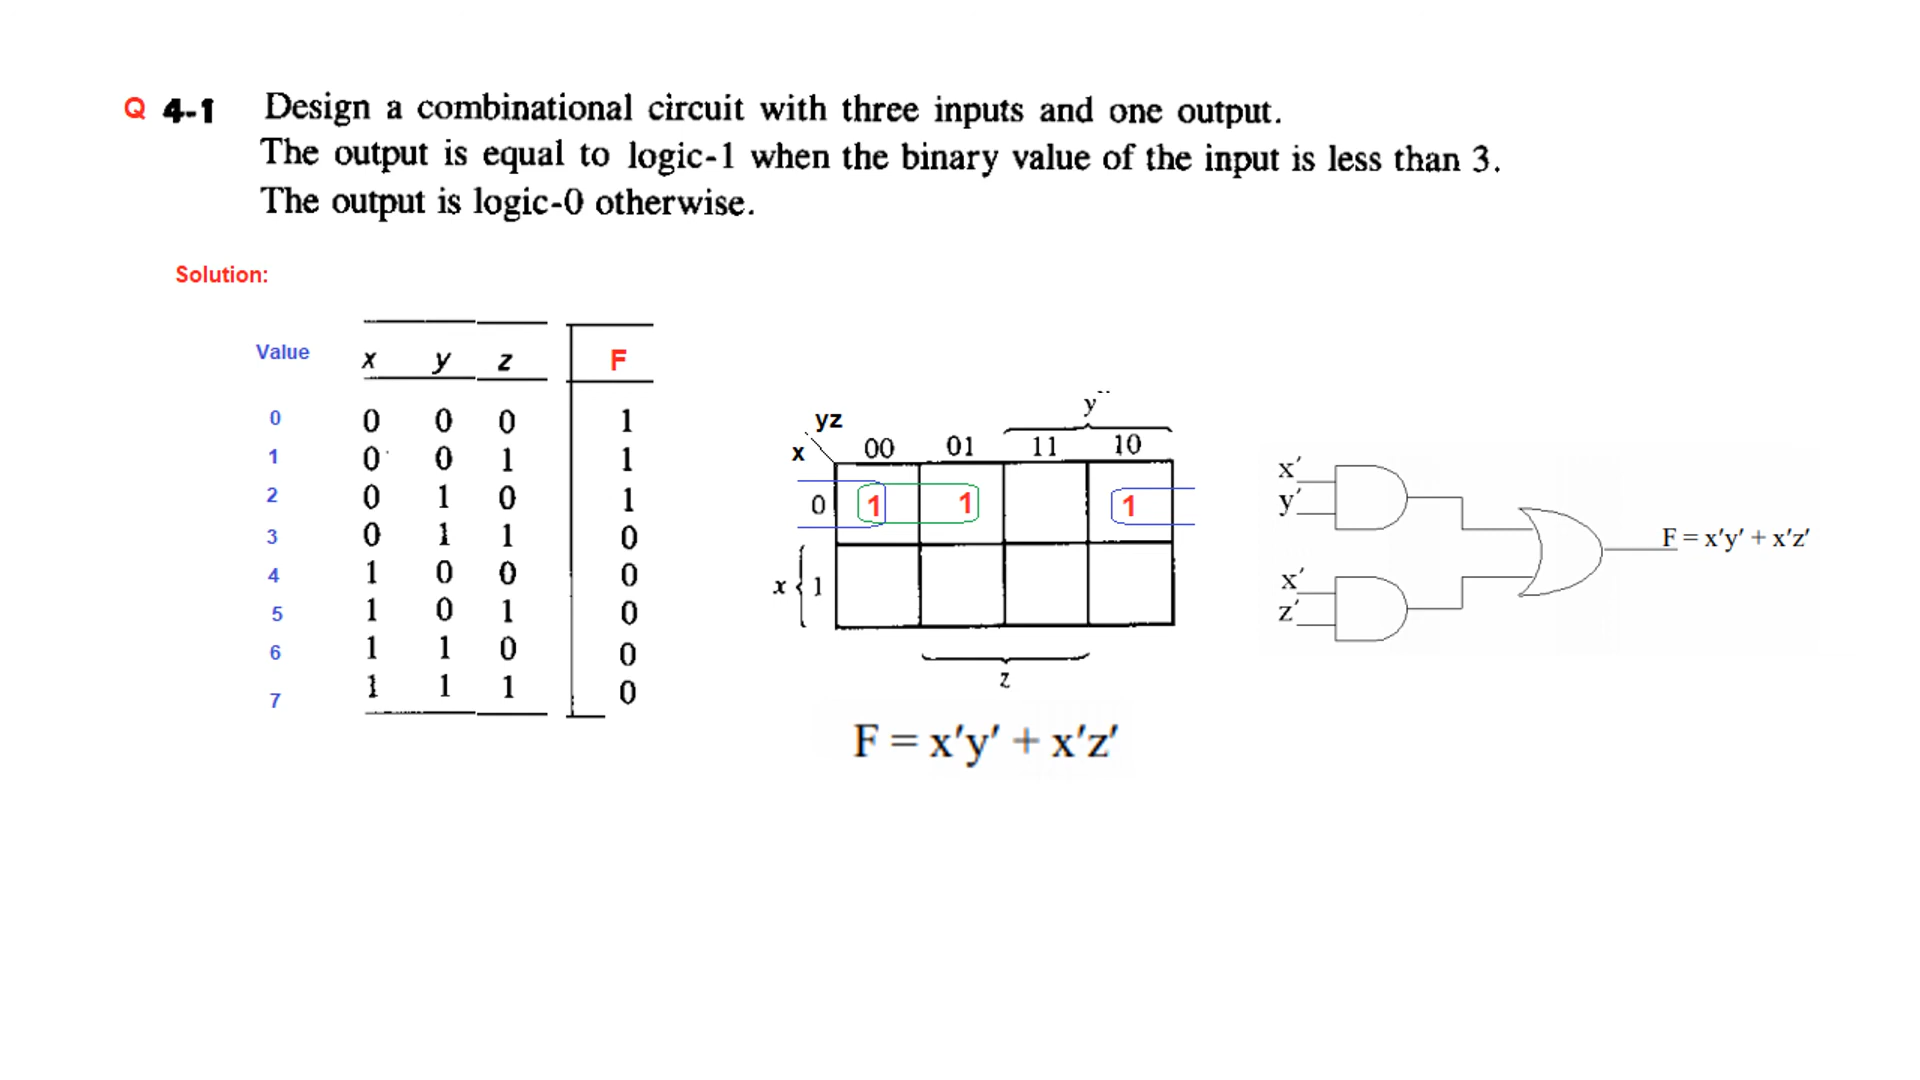 Q 4-1 Design a combinational circuit with three inputs and one output.
The output is equal to logic-1 when the binary value of the input is less than 3.
The output is logic-0 otherwise.
Solution:
Value x y z F
0 0 0 0 1
1 0 0 1 1
2 0 1 0 1
3 0 1 1 0
4 1 0 0 0
5 1 0 1 0
6 1 1 0 0
7 1 1 1 0
y
yz
x 00 01 11 10
0 1 1 1
x { 1
z
F = x′y′ + x′z′
x′
y′
x′
z′
F = x′y′ + x′z′